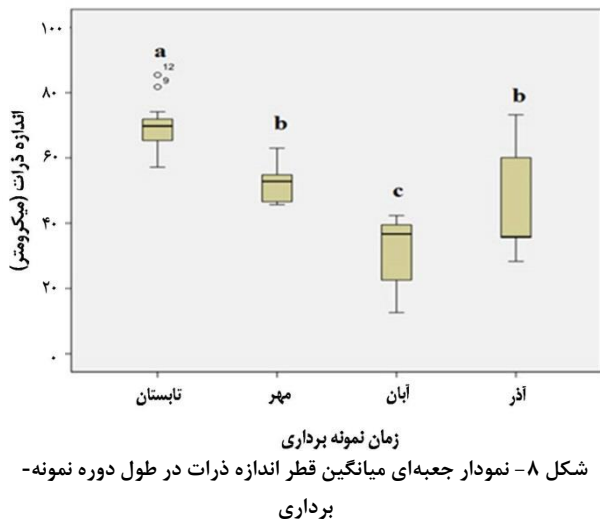 ۱۰۰
۸۰
۶۰
۴۰
۲۰
۰
اندازه ذرات (میکرومتر)
a
12
9
b
c
b
تابستان
مهر
آبان
آذر
زمان نمونه برداری
شکل ۸- نمودار جعبه‌ای میانگین قطر اندازه ذرات در طول دوره نمونه-
برداری